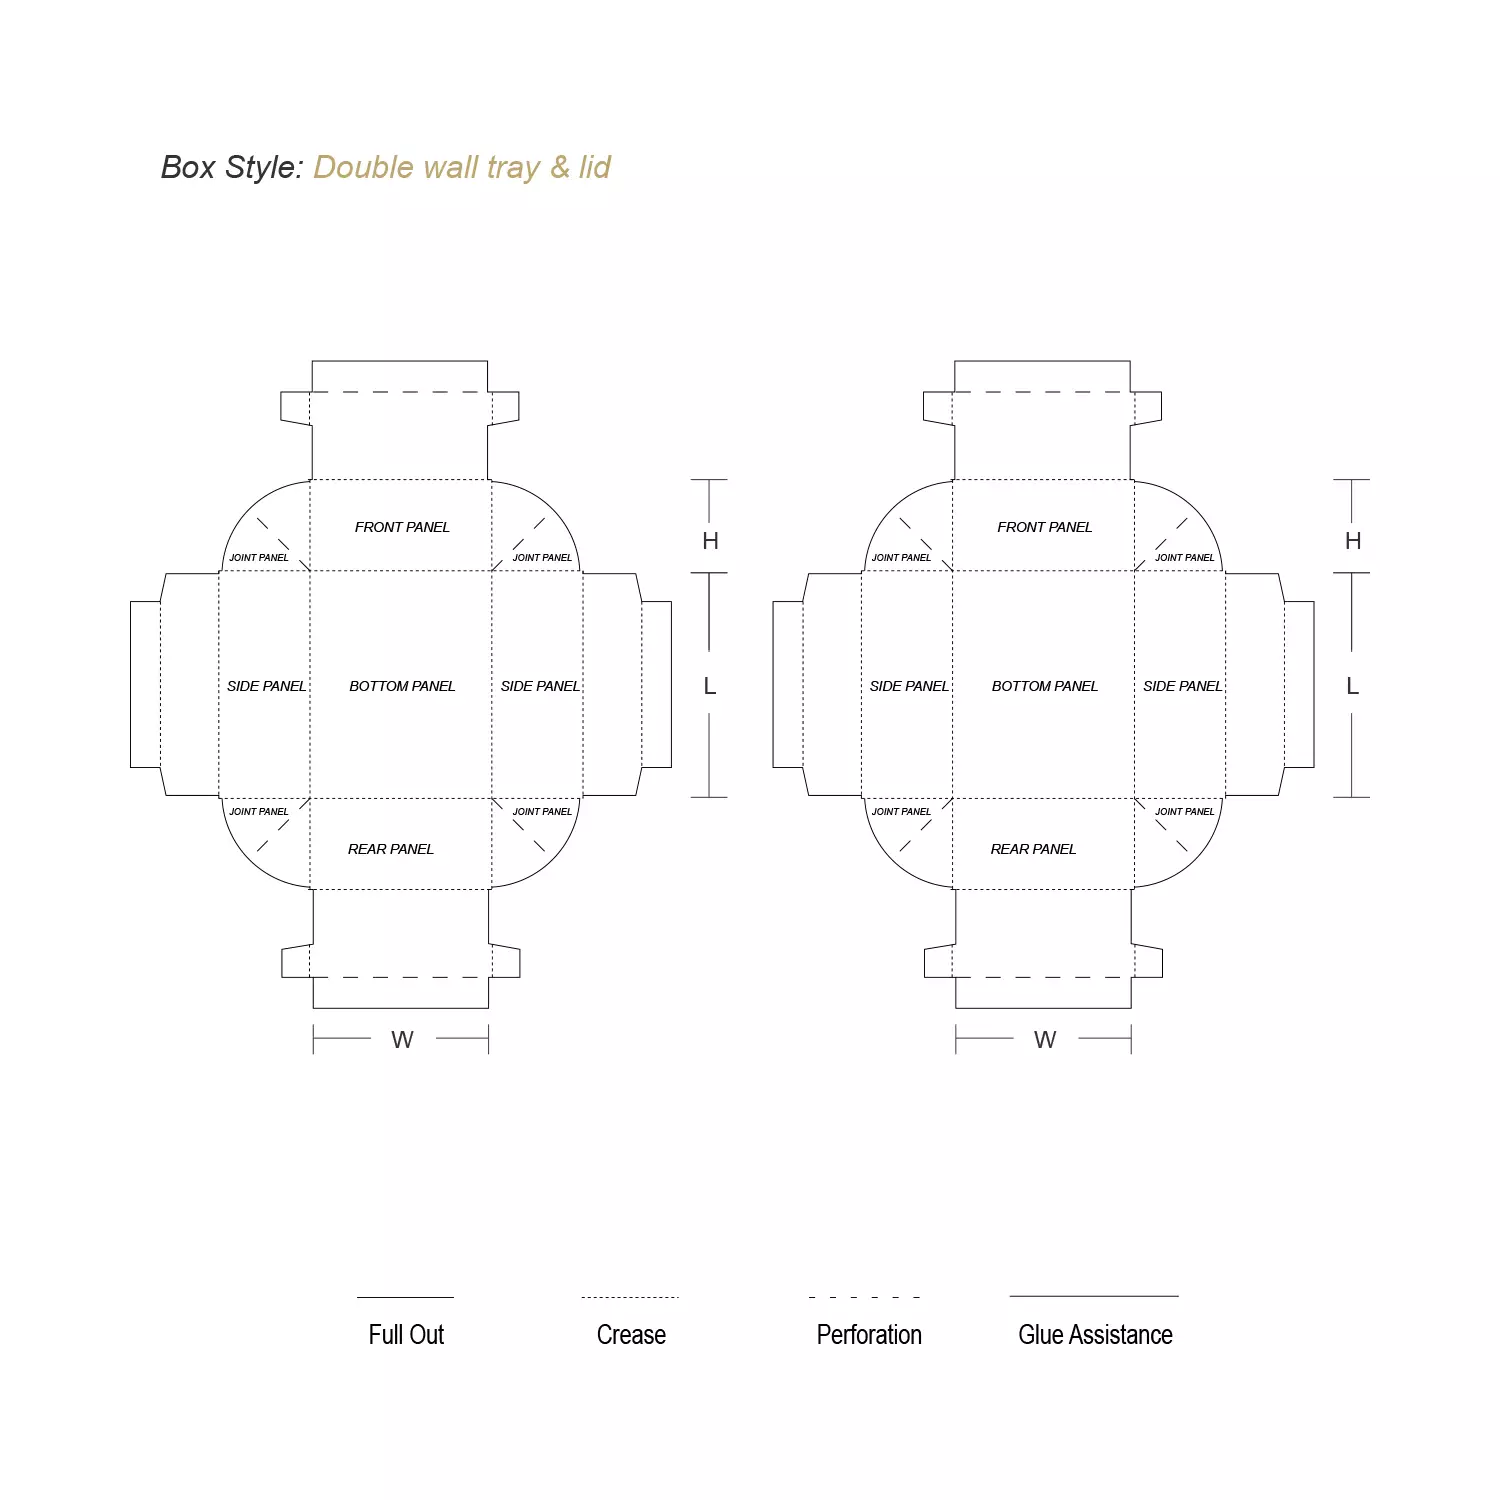 Box Style: Double wall tray & lid
FRONT PANEL
JOINT PANEL
JOINT PANEL
H
SIDE PANEL
BOTTOM PANEL
SIDE PANEL
L
JOINT PANEL
JOINT PANEL
REAR PANEL
W
FRONT PANEL
JOINT PANEL
JOINT PANEL
H
SIDE PANEL
BOTTOM PANEL
SIDE PANEL
L
JOINT PANEL
JOINT PANEL
REAR PANEL
W
Full Out
Crease
Perforation
Glue Assistance